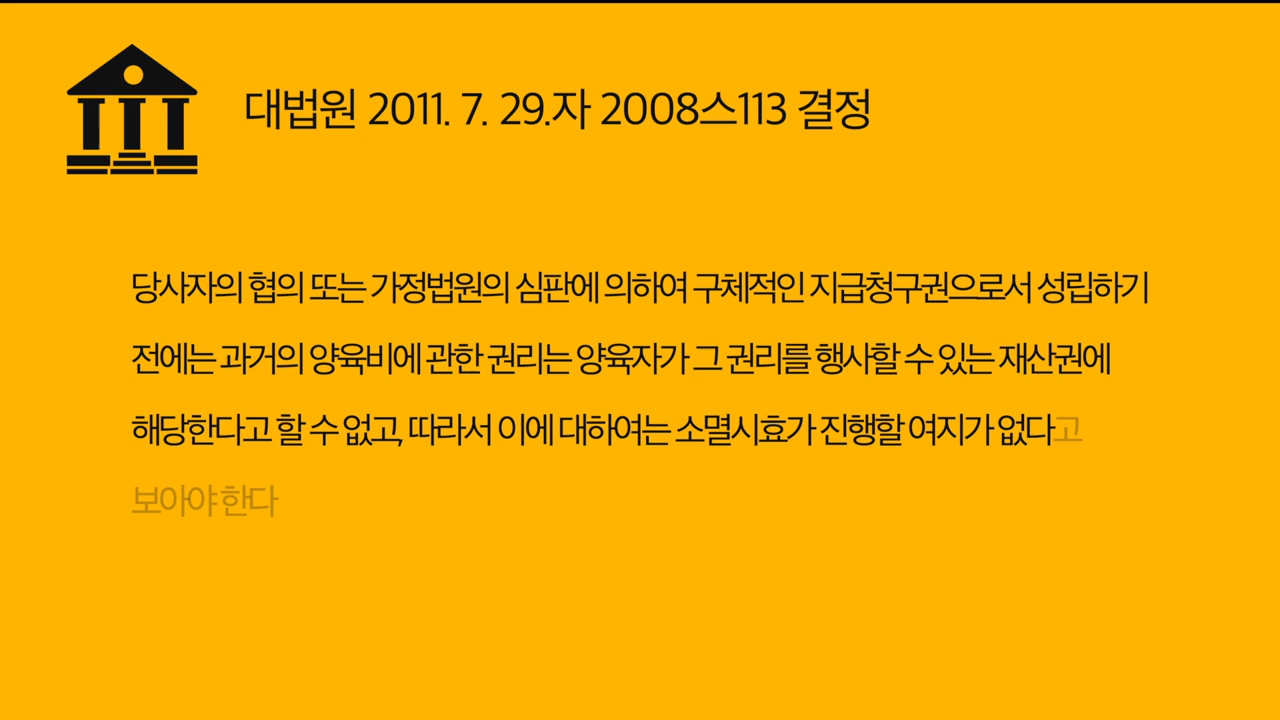 대법원 2011. 7. 29.자 2008스113 결정
당사자의 협의 또는 가정법원의 심판에 의하여 구체적인 지급청구권으로서 성립하기
전에는 과거의 양육비에 관한 권리는 양육자가 그 권리를 행사할 수 있는 재산권에
해당한다고 할 수 없고, 따라서 이에 대하여는 소멸시효가 진행할 여지가 없다고
보아야 한다